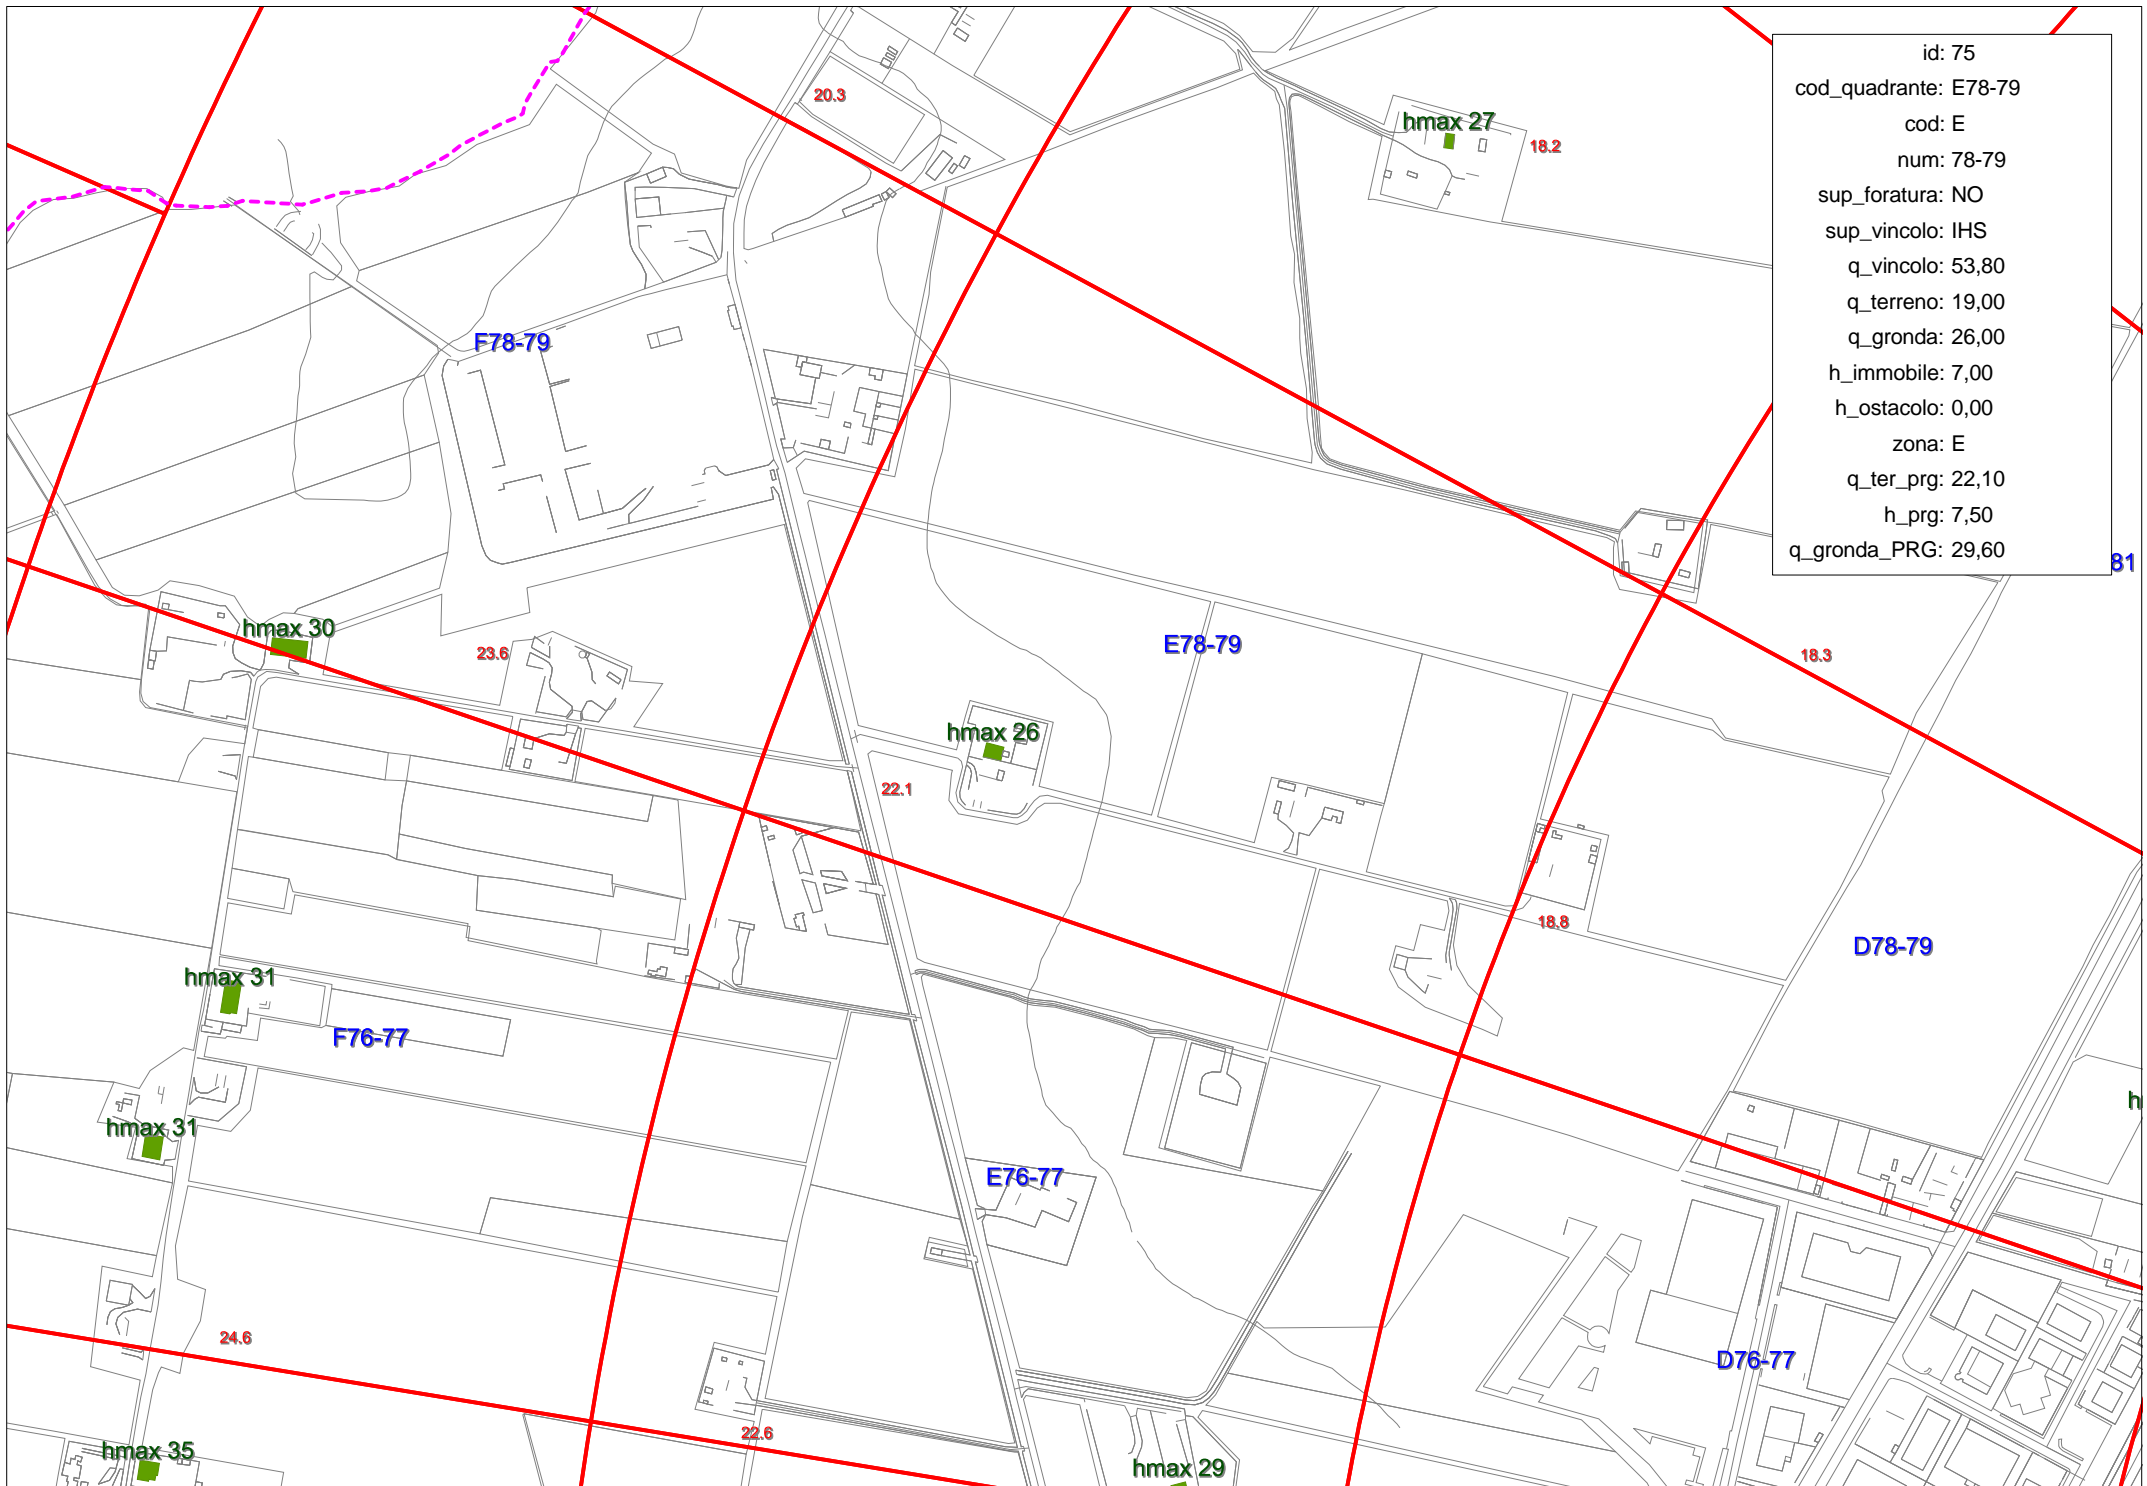 id: 75
cod_quadrante: E78-79
cod: E
num: 78-79
sup_foratura: NO
sup_vincolo: IHS
q_vincolo: 53,80
q_terreno: 19,00
q_gronda: 26,00
h_immobile: 7,00
h_ostacolo: 0,00
zona: E
q_ter_prg: 22,10
h_prg: 7,50
q_gronda_PRG: 29,60
20.3
hmax 27
18.2
F78-79
81
hmax 30
23.6
E78-79
18.3
hmax 26
22.1
18.8
D78-79
hmax 31
F76-77
h
hmax 31
E76-77
24.6
D76-77
22.6
hmax 35
hmax 29